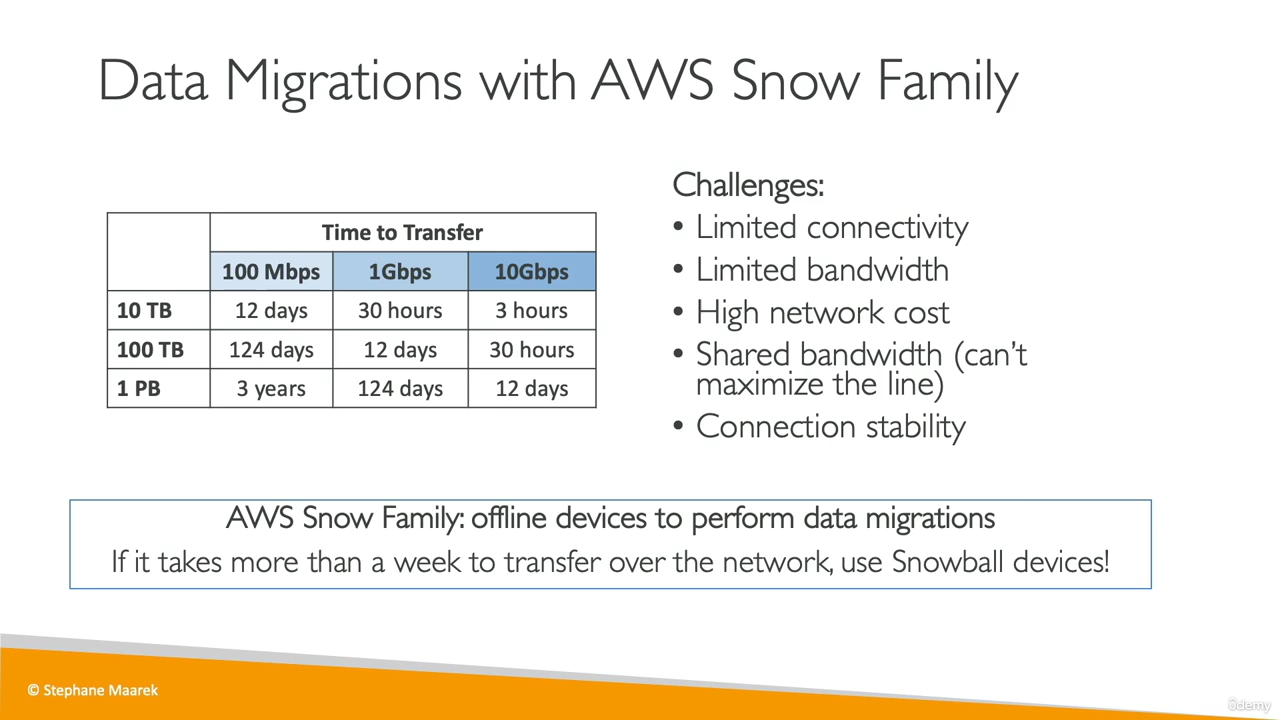 Data Migrations with AWS Snow Family
Time to Transfer
100 Mbps 1Gbps 10Gbps
10 TB 12 days 30 hours 3 hours
100 TB 124 days 12 days 30 hours
1 PB 3 years 124 days 12 days
Challenges:
• Limited connectivity
• Limited bandwidth
• High network cost
• Shared bandwidth (can't
maximize the line)
• Connection stability
AWS Snow Family: offline devices to perform data migrations
If it takes more than a week to transfer over the network, use Snowball devices!
© Stephane Maarek
ûdemy